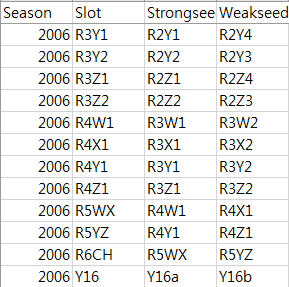 Season Slot Strongsee Weakseed
2006 R3Y1 R2Y1 R2Y4
2006 R3Y2 R2Y2 R2Y3
2006 R3Z1 R2Z1 R2Z4
2006 R3Z2 R2Z2 R2Z3
2006 R4W1 R3W1 R3W2
2006 R4X1 R3X1 R3X2
2006 R4Y1 R3Y1 R3Y2
2006 R4Z1 R3Z1 R3Z2
2006 R5WX R4W1 R4X1
2006 R5YZ R4Y1 R4Z1
2006 R6CH R5WX R5YZ
2006 Y16 Y16a Y16b